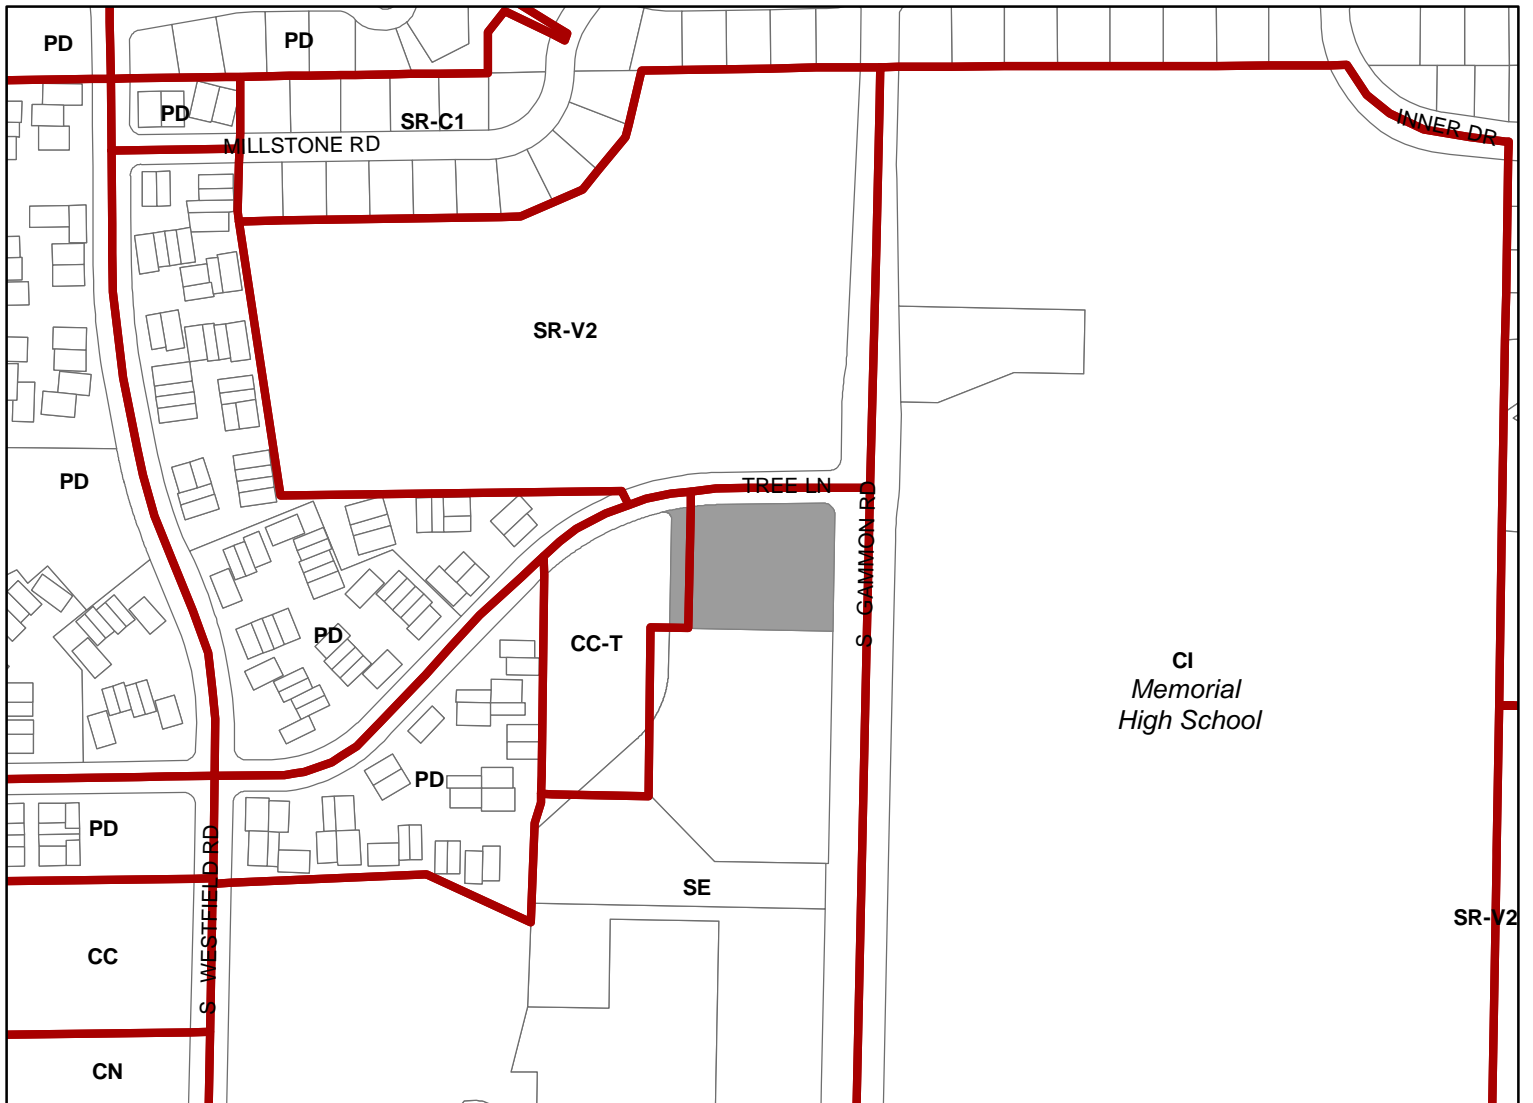 PD
PD
PD
SR-C1
INNER DR
MILLSTONE RD
SR-V2
PD
TREE LN
S GAMMON RD
PD
CC-T
CI
Memorial
High School
PD
PD
S WESTFIELD RD
SE
SR-V2
CC
CN